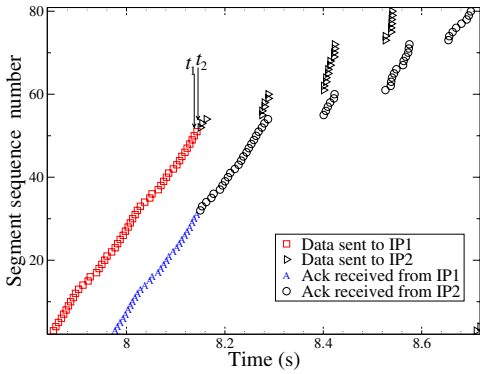 80
60
40
20
Segment sequence number
t1 t2
Data sent to IP1
Data sent to IP2
Ack received from IP1
Ack received from IP2
8 8.2 8.4 8.6
Time (s)